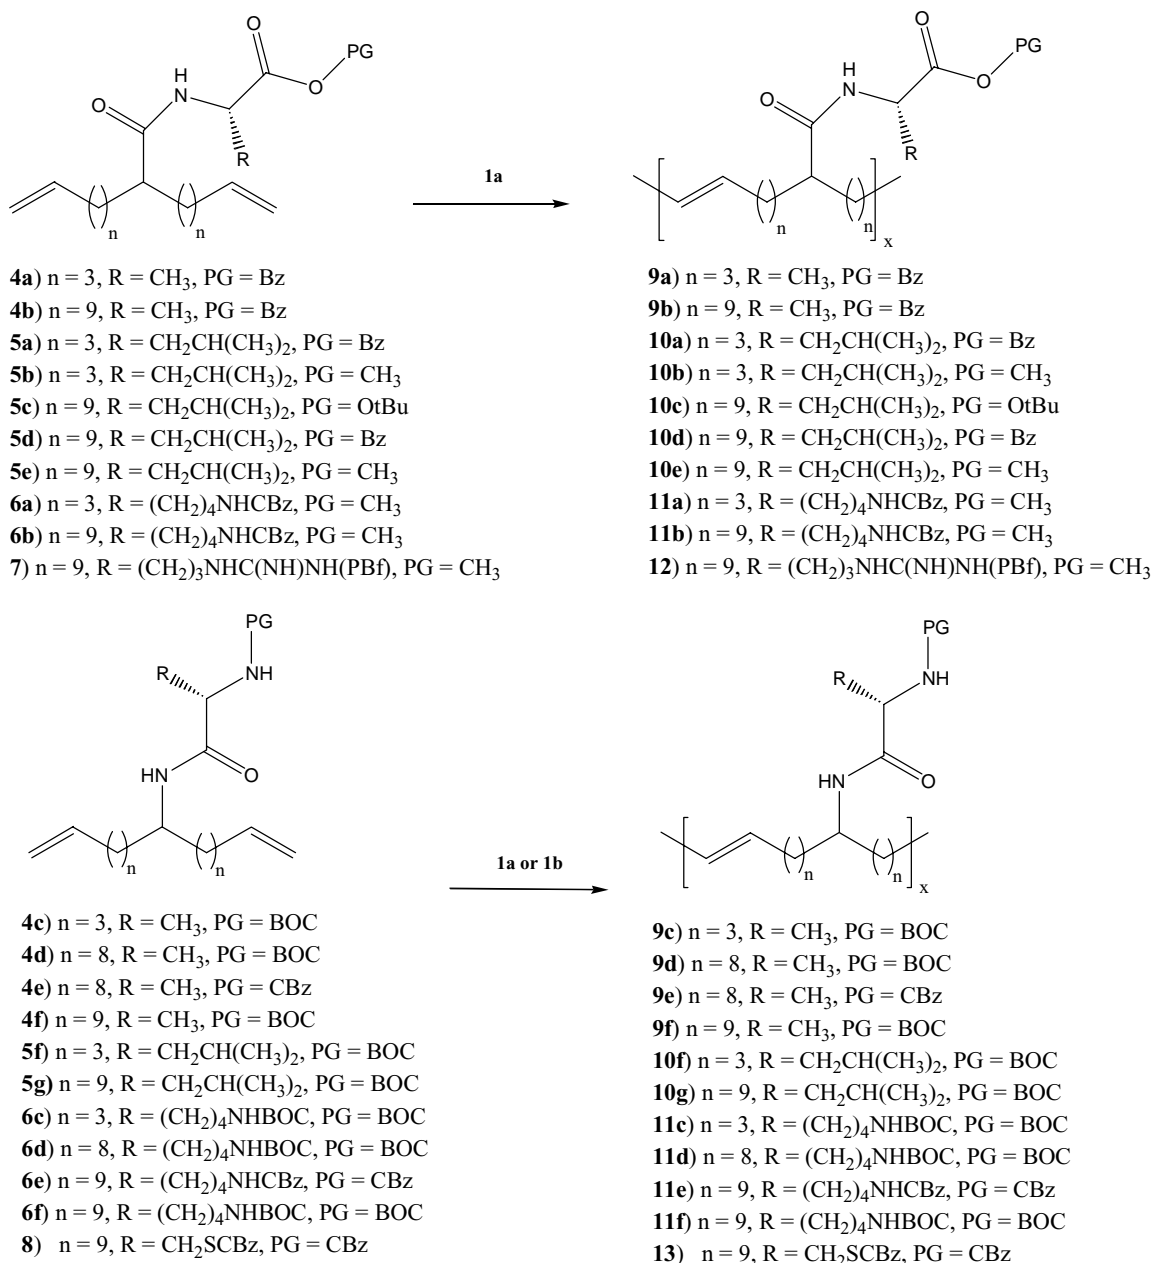 O
PG
H
N
O
O
R
n
n
1a
O
PG
H
N
O
O
R
n
n
x
4a) n = 3, R = CH₃, PG = Bz
4b) n = 9, R = CH₃, PG = Bz
5a) n = 3, R = CH₂CH(CH₃)₂, PG = Bz
5b) n = 3, R = CH₂CH(CH₃)₂, PG = CH₃
5c) n = 9, R = CH₂CH(CH₃)₂, PG = OtBu
5d) n = 9, R = CH₂CH(CH₃)₂, PG = Bz
5e) n = 9, R = CH₂CH(CH₃)₂, PG = CH₃
6a) n = 3, R = (CH₂)₄NHCBz, PG = CH₃
6b) n = 9, R = (CH₂)₄NHCBz, PG = CH₃
7) n = 9, R = (CH₂)₃NHC(NH)NH(PBf), PG = CH₃
9a) n = 3, R = CH₃, PG = Bz
9b) n = 9, R = CH₃, PG = Bz
10a) n = 3, R = CH₂CH(CH₃)₂, PG = Bz
10b) n = 3, R = CH₂CH(CH₃)₂, PG = CH₃
10c) n = 9, R = CH₂CH(CH₃)₂, PG = OtBu
10d) n = 9, R = CH₂CH(CH₃)₂, PG = Bz
10e) n = 9, R = CH₂CH(CH₃)₂, PG = CH₃
11a) n = 3, R = (CH₂)₄NHCBz, PG = CH₃
11b) n = 9, R = (CH₂)₄NHCBz, PG = CH₃
12) n = 9, R = (CH₂)₃NHC(NH)NH(PBf), PG = CH₃
PG
R
NH
HN
O
n
n
1a or 1b
PG
R
NH
HN
O
n
n
x
4c) n = 3, R = CH₃, PG = BOC
4d) n = 8, R = CH₃, PG = BOC
4e) n = 8, R = CH₃, PG = CBz
4f) n = 9, R = CH₃, PG = BOC
5f) n = 3, R = CH₂CH(CH₃)₂, PG = BOC
5g) n = 9, R = CH₂CH(CH₃)₂, PG = BOC
6c) n = 3, R = (CH₂)₄NHBOC, PG = BOC
6d) n = 8, R = (CH₂)₄NHBOC, PG = BOC
6e) n = 9, R = (CH₂)₄NHCBz, PG = CBz
6f) n = 9, R = (CH₂)₄NHBOC, PG = BOC
8) n = 9, R = CH₂SCBz, PG = CBz
9c) n = 3, R = CH₃, PG = BOC
9d) n = 8, R = CH₃, PG = BOC
9e) n = 8, R = CH₃, PG = CBz
9f) n = 9, R = CH₃, PG = BOC
10f) n = 3, R = CH₂CH(CH₃)₂, PG = BOC
10g) n = 9, R = CH₂CH(CH₃)₂, PG = BOC
11c) n = 3, R = (CH₂)₄NHBOC, PG = BOC
11d) n = 8, R = (CH₂)₄NHBOC, PG = BOC
11e) n = 9, R = (CH₂)₄NHCBz, PG = CBz
11f) n = 9, R = (CH₂)₄NHBOC, PG = BOC
13) n = 9, R = CH₂SCBz, PG = CBz